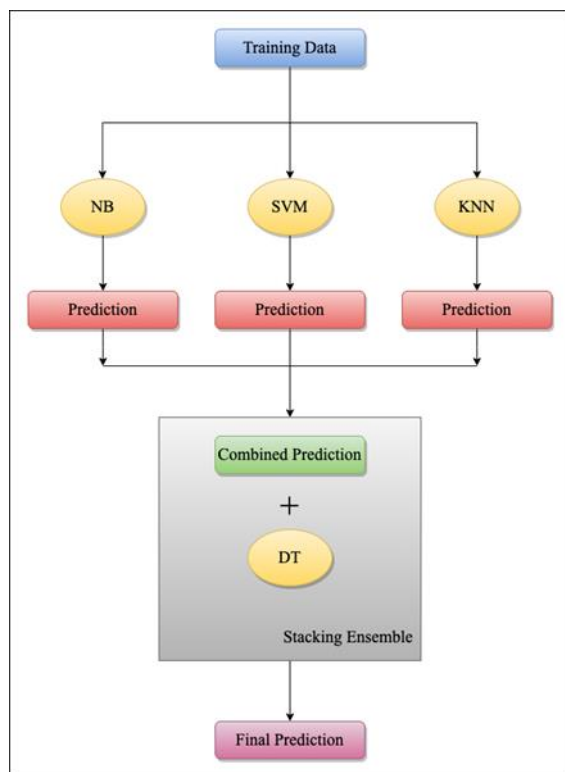 Training Data
NB
SVM
KNN
Prediction
Prediction
Prediction
Combined Prediction
+
DT
Stacking Ensemble
Final Prediction